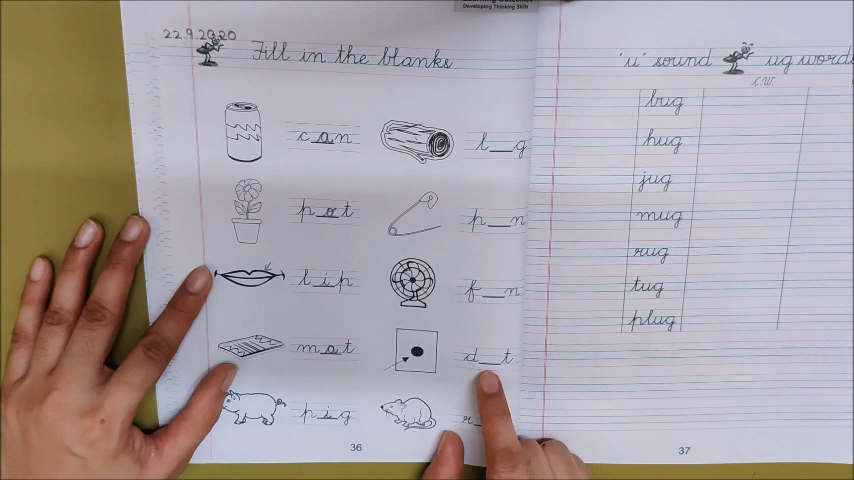 Developing Thinking Skills
22.9.2020
Fill in the blanks
can
l_g
pot
p_n
lip
f_n
mat
d_t
pig
r_
36
'u' sound ug words
c.w.
bug
hug
jug
mug
rug
tug
plug
37